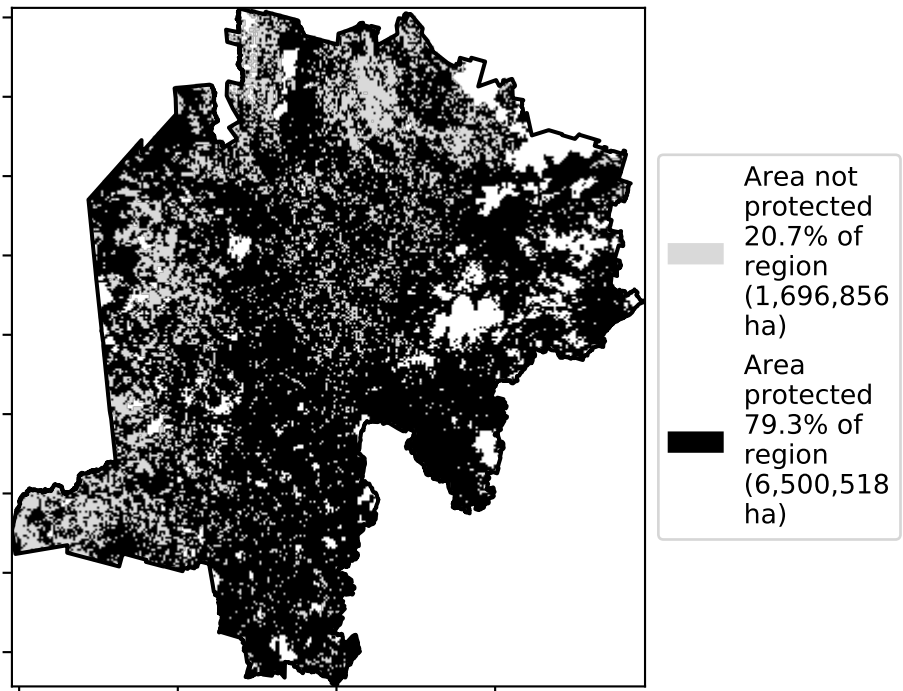 Area not
protected
20.7% of
region
(1,696,856
ha)
Area
protected
79.3% of
region
(6,500,518
ha)